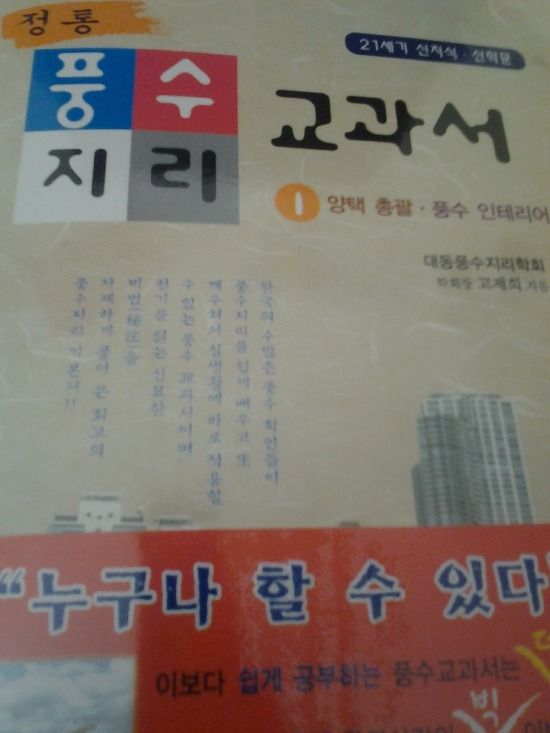 정통
21세기 선지식 · 선학문
풍수
지리
교과서
1 양택 총괄 · 풍수 인테리어
대동풍수지리학회
학회장 고제희 지음
한국의 수많은 풍수 학인들이
풍수지리를 쉽게 배우고 또
깨우쳐서 실생활에 바로 적용할
수 있는 풍수 교과서이며,
천기를 읽는 신묘한
비법(秘法)을
자세하게 풀어 쓴 최고의
풍수지리 기본서!!
“누구나 할 수 있다
이보다 쉽게 공부하는 풍수교과서는
빅